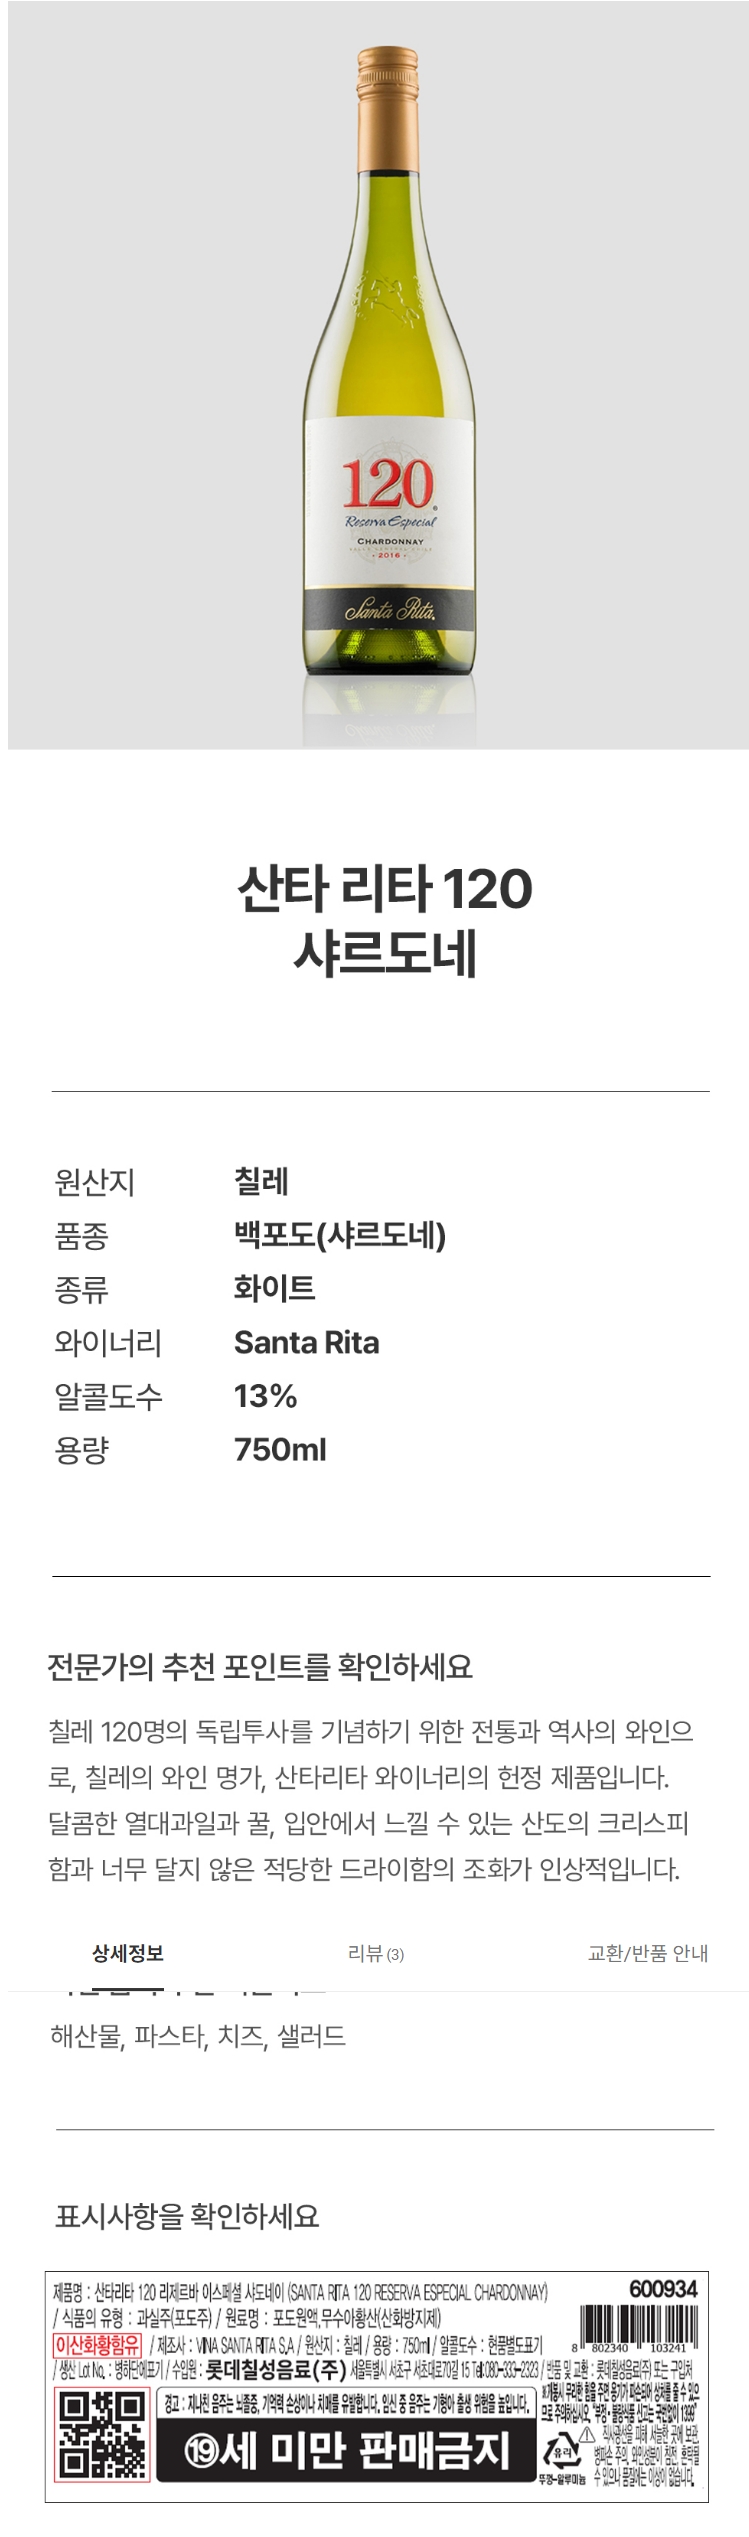 120
Reserva Especial
CHARDONNAY
2016
Santa Rita
산타 리타 120
샤르도네
원산지 칠레
품종 백포도(샤르도네)
종류 화이트
와이너리 Santa Rita
알콜도수 13%
용량 750ml
전문가의 추천 포인트를 확인하세요
칠레 120명의 독립투사를 기념하기 위한 전통과 역사의 와인으
로, 칠레의 와인 명가, 산타리타 와이너리의 헌정 제품입니다.
달콤한 열대과일과 꿀, 입안에서 느낄 수 있는 산도의 크리스피
함과 너무 달지 않은 적당한 드라이함의 조화가 인상적입니다.
상세정보 리뷰 (3) 교환/반품 안내
해산물, 파스타, 치즈, 샐러드
표시사항을 확인하세요
제품명 : 산타리타 120 리제르바 이스페셜 샤도네이 (SANTA RITA 120 RESERVA ESPECIAL CHARDONNAY) 600934
/ 식품의 유형 : 과실주(포도주) / 원료명 : 포도원액,무수아황산(산화방지제)
이산화황함유 / 제조사 : VINA SANTA RITA S.A / 원산지 : 칠레 / 용량 : 750ml / 알콜도수 : 현품별도표기
8 802340 103241
/ 생산 Lot No. : 병하단에표기 / 수입원 : 롯데칠성음료(주) 서울특별시 서초구 서초대로70길 15 Tel:080-333-2323 / 반품 및 교환 : 롯데칠성음료(주) 또는 구입처
※개봉시 무리한 힘을 주면 용기가 파손되어 상처를 줄 수 있으
므로 주의하십시오. "부정·불량식품 신고는 국번없이 1399"
경고 : 지나친 음주는 뇌졸중, 기억력 손상이나 치매를 유발합니다. 임신 중 음주는 기형아 출생 위험을 높입니다.
19세 미만 판매금지
유리
뚜껑-알루미늄
직사광선을 피해 서늘한 곳에 보관,
병파손 주의, 와인성분이 침전, 혼탁될
수 있으나 품질에는 이상이 없습니다.